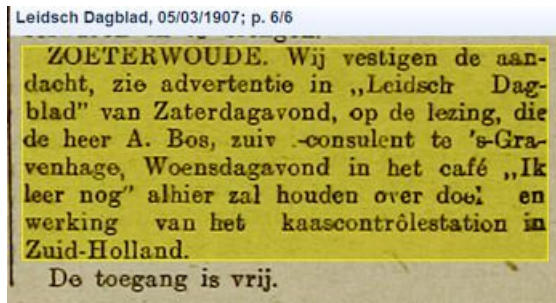 Leidsch Dagblad, 05/03/1907; p. 6/6
ZOETERWOUDE. Wij vestigen de aan-
dacht, zie advertentie in „Leidsch Dag-
blad” van Zaterdagavond, op de lezing, die
de heer A. Bos, zuiv.-consulent te 's-Gra-
venhage, Woensdagavond in het café „Ik
leer nog” alhier zal houden over doel en
werking van het kaascontrôlestation in
Zuid-Holland.
De toegang is vrij.